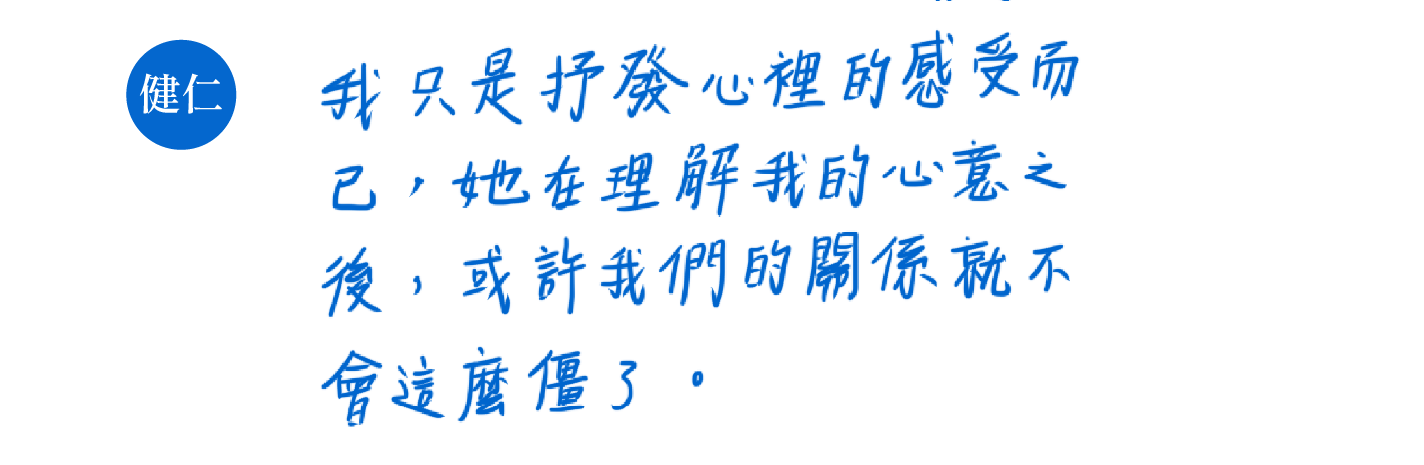 健仁
我只是抒發心裡的感受而
已，她在理解我的心意之
後，或許我們的關係就不
會這麼僵了。